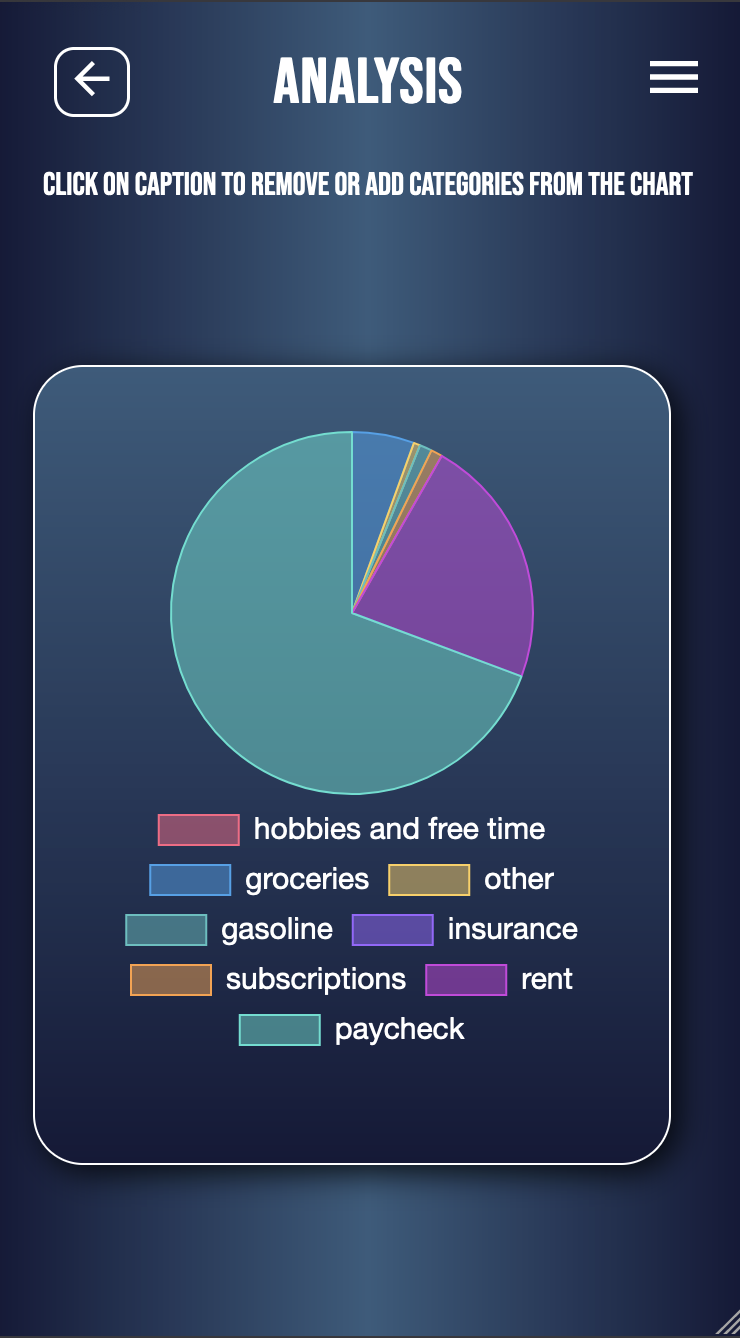 ANALYSIS
CLICK ON CAPTION TO REMOVE OR ADD CATEGORIES FROM THE CHART
hobbies and free time
groceries other
gasoline insurance
subscriptions rent
paycheck